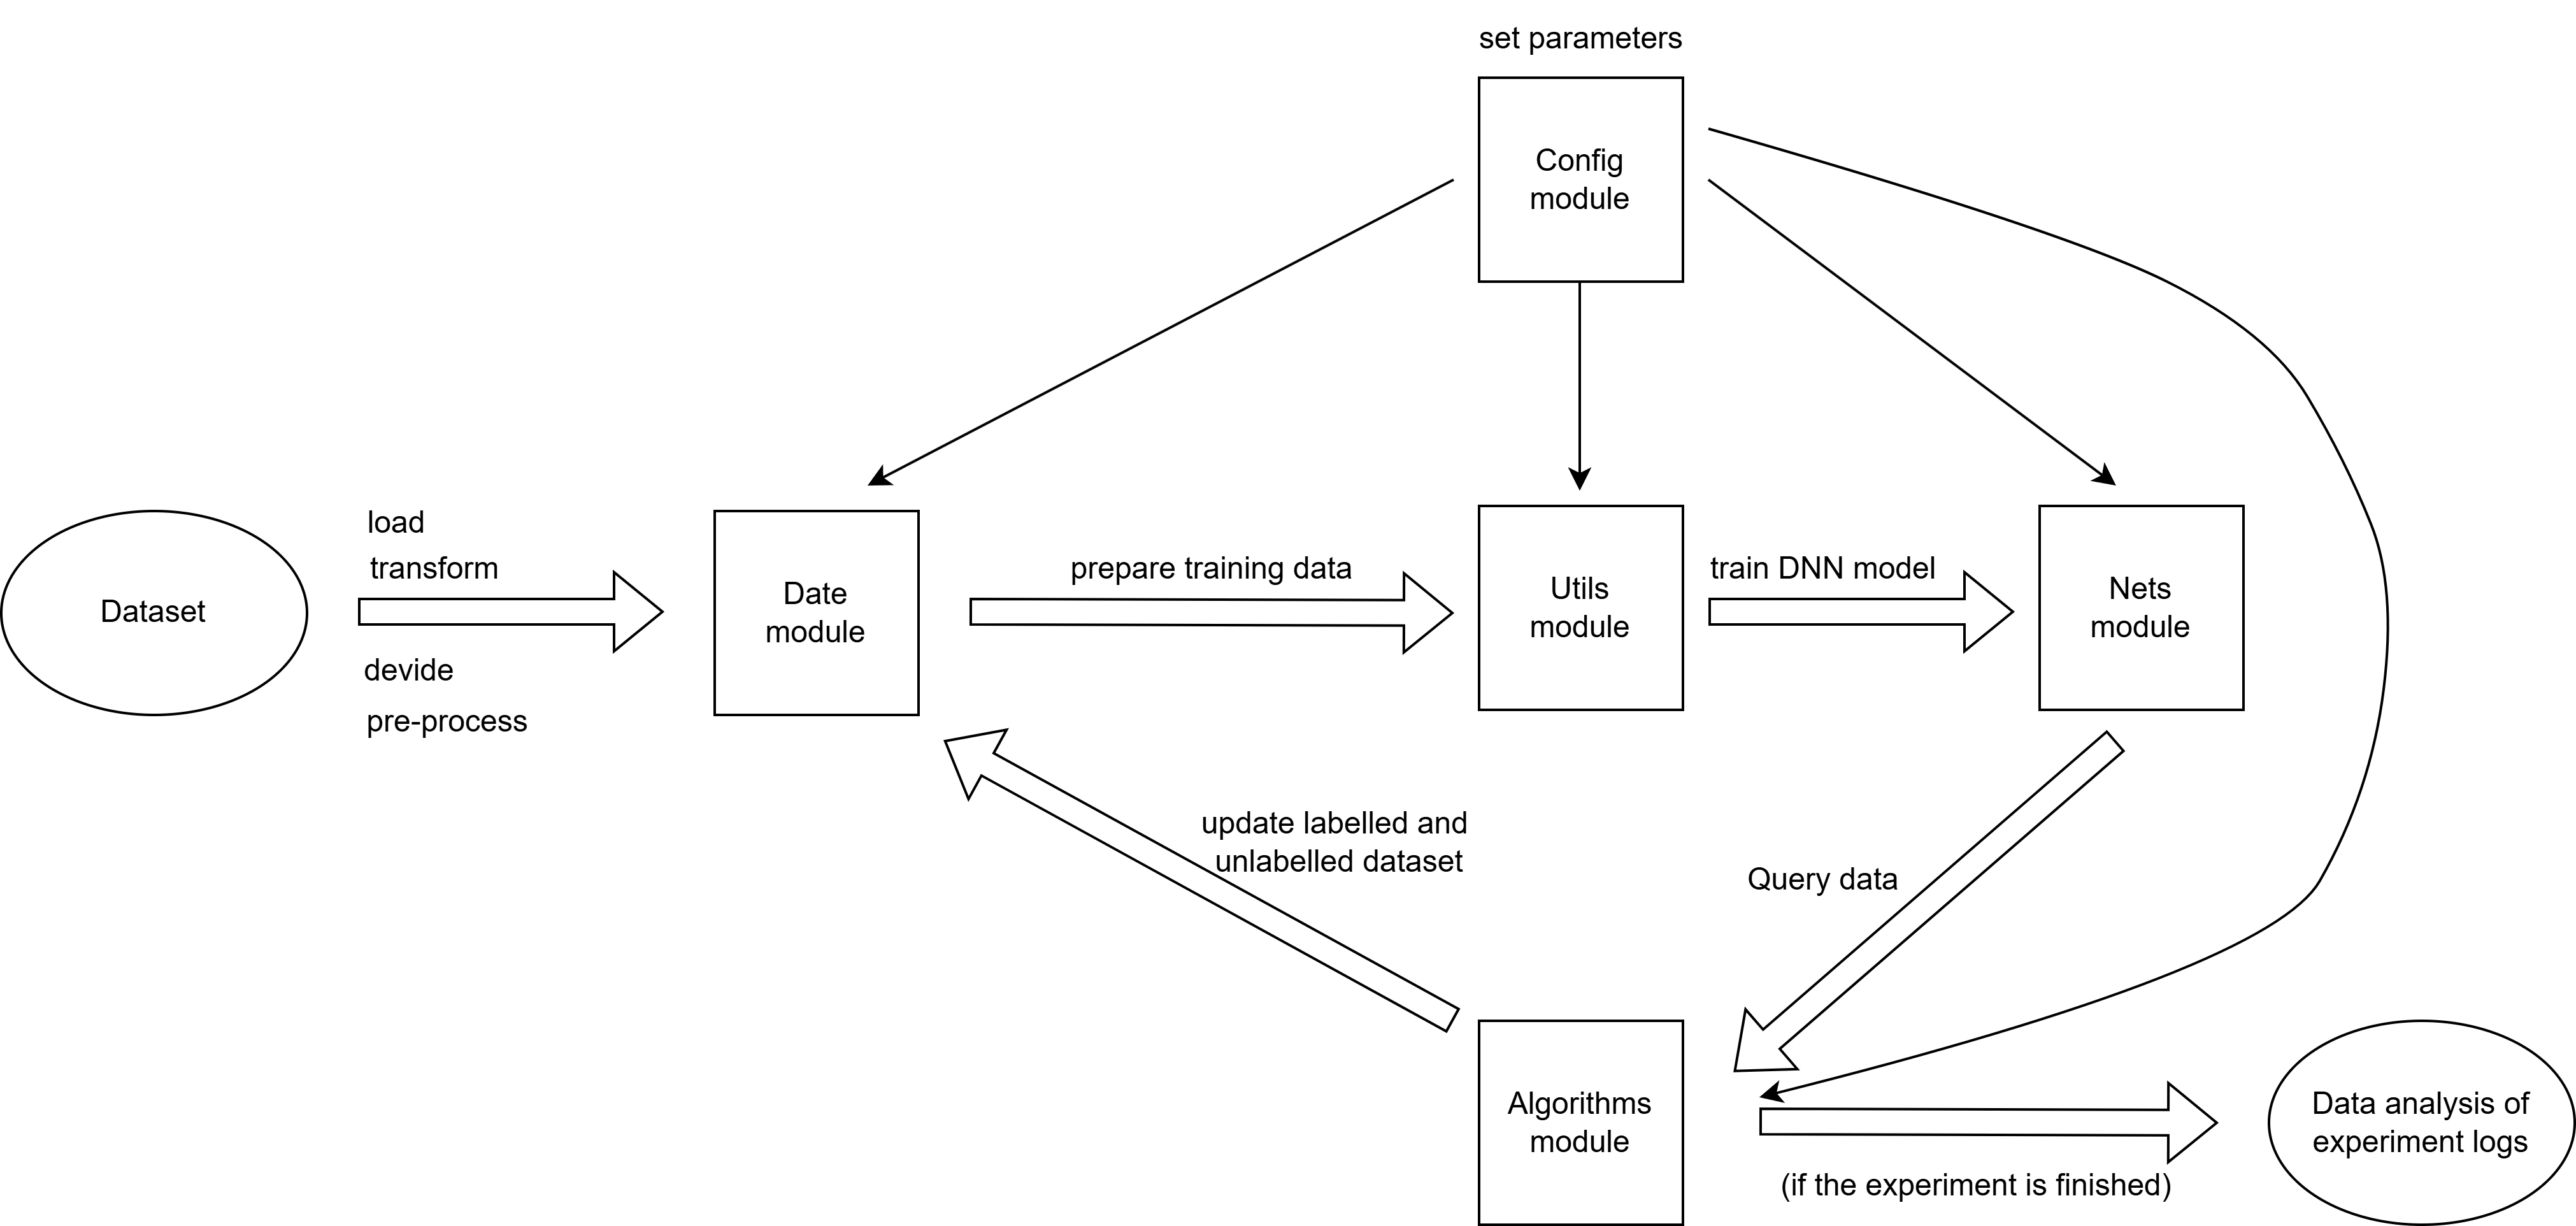 set parameters
Config
module
load
transform
Dataset
devide
pre-process
Date
module
prepare training data
Utils
module
train DNN model
Nets
module
update labelled and
unlabelled dataset
Query data
Algorithms
module
(if the experiment is finished)
Data analysis of
experiment logs